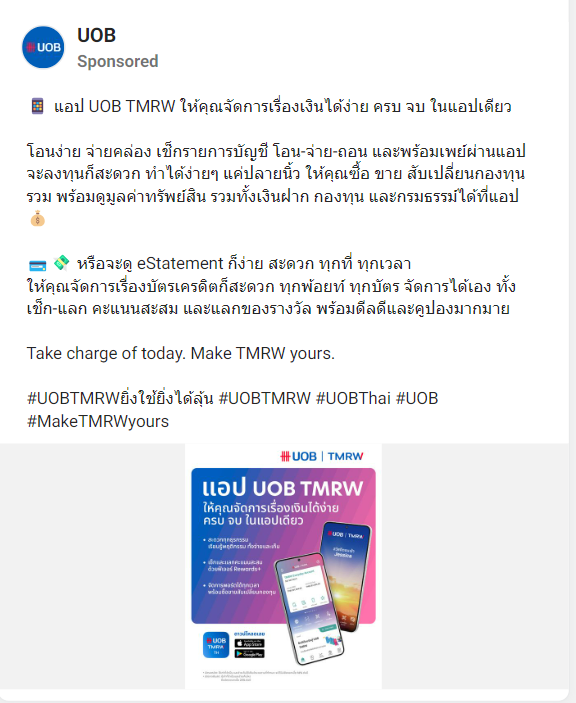 UOB
UOB
Sponsored
แอป UOB TMRW ให้คุณจัดการเรื่องเงินได้ง่าย ครบ จบ ในแอปเดียว
โอนง่าย จ่ายคล่อง เช็กรายการบัญชี โอน-จ่าย-ถอน และพร้อมเพย์ผ่านแอป
จะลงทุนก็สะดวก ทำได้ง่ายๆ แค่ปลายนิ้ว ให้คุณซื้อ ขาย สับเปลี่ยนกองทุน
รวม พร้อมดูมูลค่าทรัพย์สิน รวมทั้งเงินฝาก กองทุน และกรมธรรม์ได้ที่แอป
หรือจะดู eStatement ก็ง่าย สะดวก ทุกที่ ทุกเวลา
ให้คุณจัดการเรื่องบัตรเครดิตก็สะดวก ทุกพ้อยท์ ทุกบัตร จัดการได้เอง ทั้ง
เช็ก-แลก คะแนนสะสม และแลกของรางวัล พร้อมดีลดีและคูปองมากมาย
Take charge of today. Make TMRW yours.
#UOBTMRWยิ่งใช้ยิ่งได้ลุ้น #UOBTMRW #UOBThai #UOB
#MakeTMRWyours
UOB | TMRW
แอป UOB TMRW
ให้คุณจัดการเรื่องเงินได้ง่าย
ครบ จบ ในแอปเดียว
UOB | TMRW
Jessline
UOB
TMRW
TH
ดาวน์โหลดเลย
App Store
Google Play